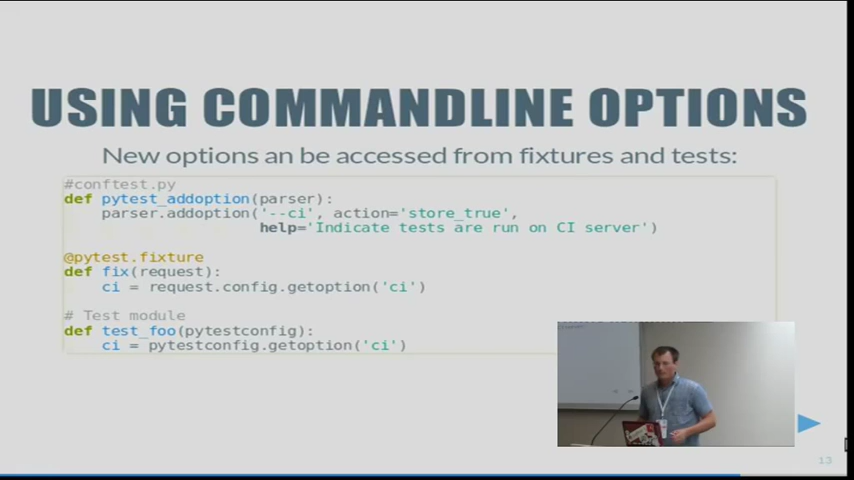 USING COMMANDLINE OPTIONS
New options an be accessed from fixtures and tests:
#conftest.py
def pytest_addoption(parser):
    parser.addoption('--ci', action='store_true',
                     help='Indicate tests are run on CI server')
@pytest.fixture
def fix(request):
    ci = request.config.getoption('ci')
# Test module
def test_foo(pytestconfig):
    ci = pytestconfig.getoption('ci')
13